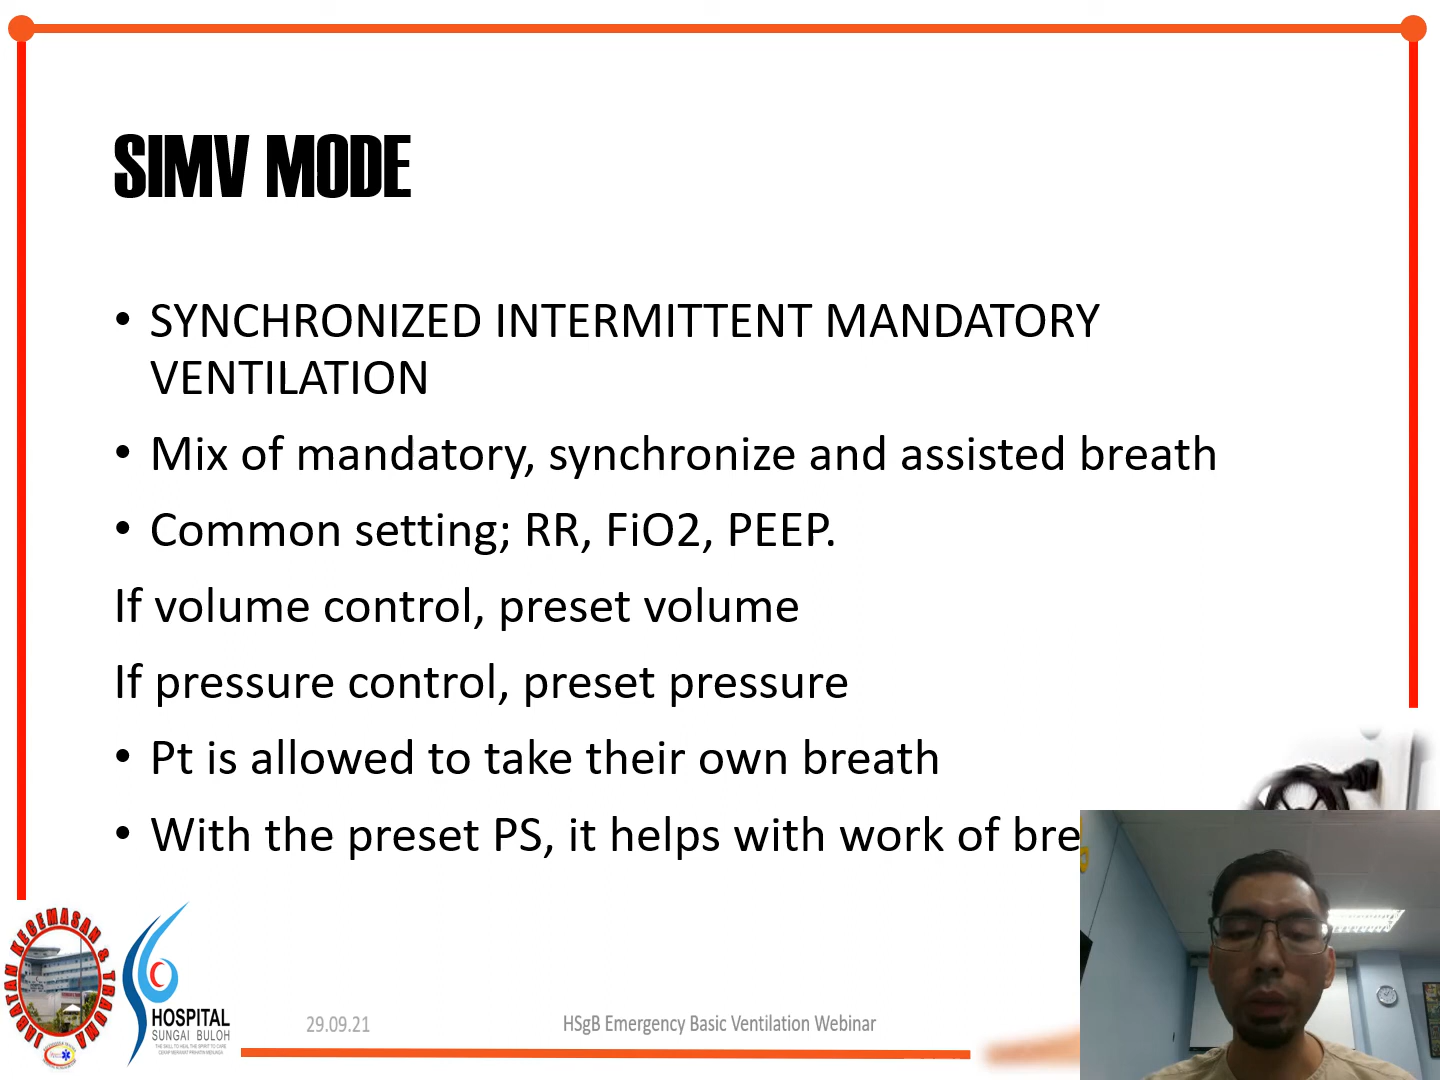 SIMV MODE
• SYNCHRONIZED INTERMITTENT MANDATORY
VENTILATION
• Mix of mandatory, synchronize and assisted breath
• Common setting; RR, FiO2, PEEP.
If volume control, preset volume
If pressure control, preset pressure
• Pt is allowed to take their own breath
• With the preset PS, it helps with work of bre
JABATAN KECEMASAN & TRAUMA
HOSPITAL
SUNGAI BULOH
29.09.21
HSgB Emergency Basic Ventilation Webinar